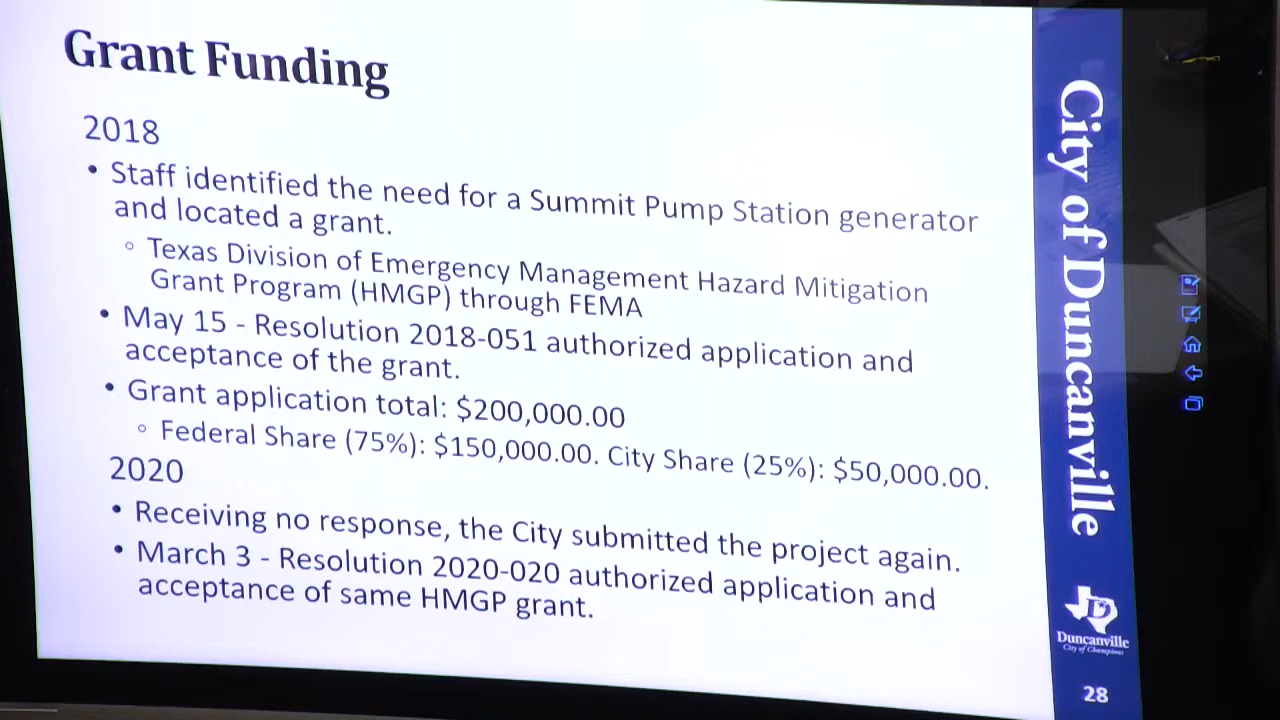 Grant Funding
2018
• Staff identified the need for a Summit Pump Station generator
and located a grant.
◦ Texas Division of Emergency Management Hazard Mitigation
Grant Program (HMGP) through FEMA
• May 15 - Resolution 2018-051 authorized application and
acceptance of the grant.
• Grant application total: $200,000.00
◦ Federal Share (75%): $150,000.00. City Share (25%): $50,000.00.
2020
• Receiving no response, the City submitted the project again.
• March 3 - Resolution 2020-020 authorized application and
acceptance of same HMGP grant.
City of Duncanville
D
Duncanville
City of Champions
28